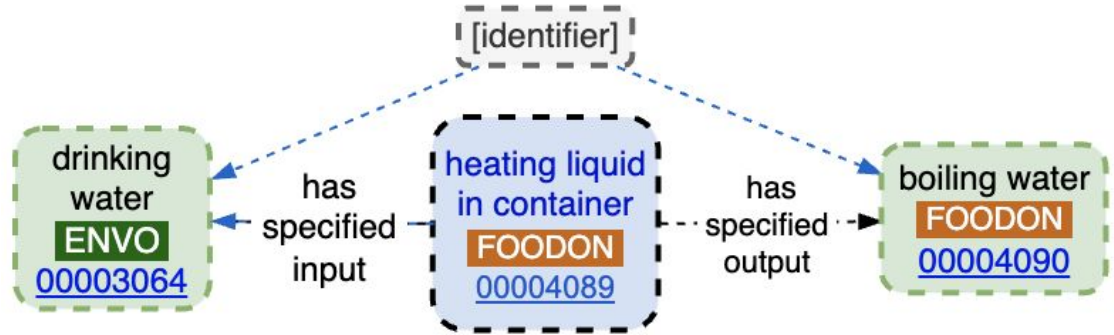 [identifier]
drinking
water
ENVO
00003064
has
specified
input
heating liquid
in container
FOODON
00004089
has
specified
output
boiling water
FOODON
00004090